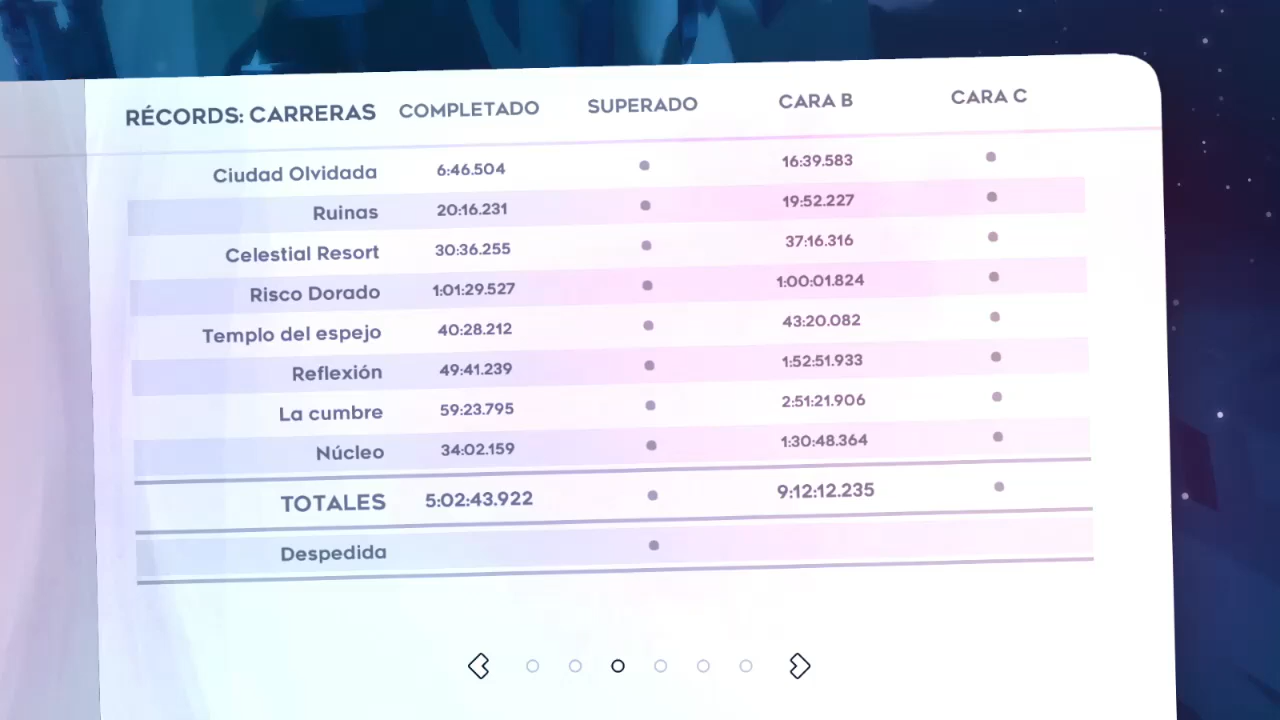 RÉCORDS: CARRERAS COMPLETADO SUPERADO CARA B CARA C
Ciudad Olvidada 6:46.504 16:39.583
Ruinas 20:16.231 19:52.227
Celestial Resort 30:36.255 37:16.316
Risco Dorado 1:01:29.527 1:00:01.824
Templo del espejo 40:28.212 43:20.082
Reflexión 49:41.239 1:52:51.933
La cumbre 59:23.795 2:51:21.906
Núcleo 34:02.159 1:30:48.364
TOTALES 5:02:43.922 9:12:12.235
Despedida